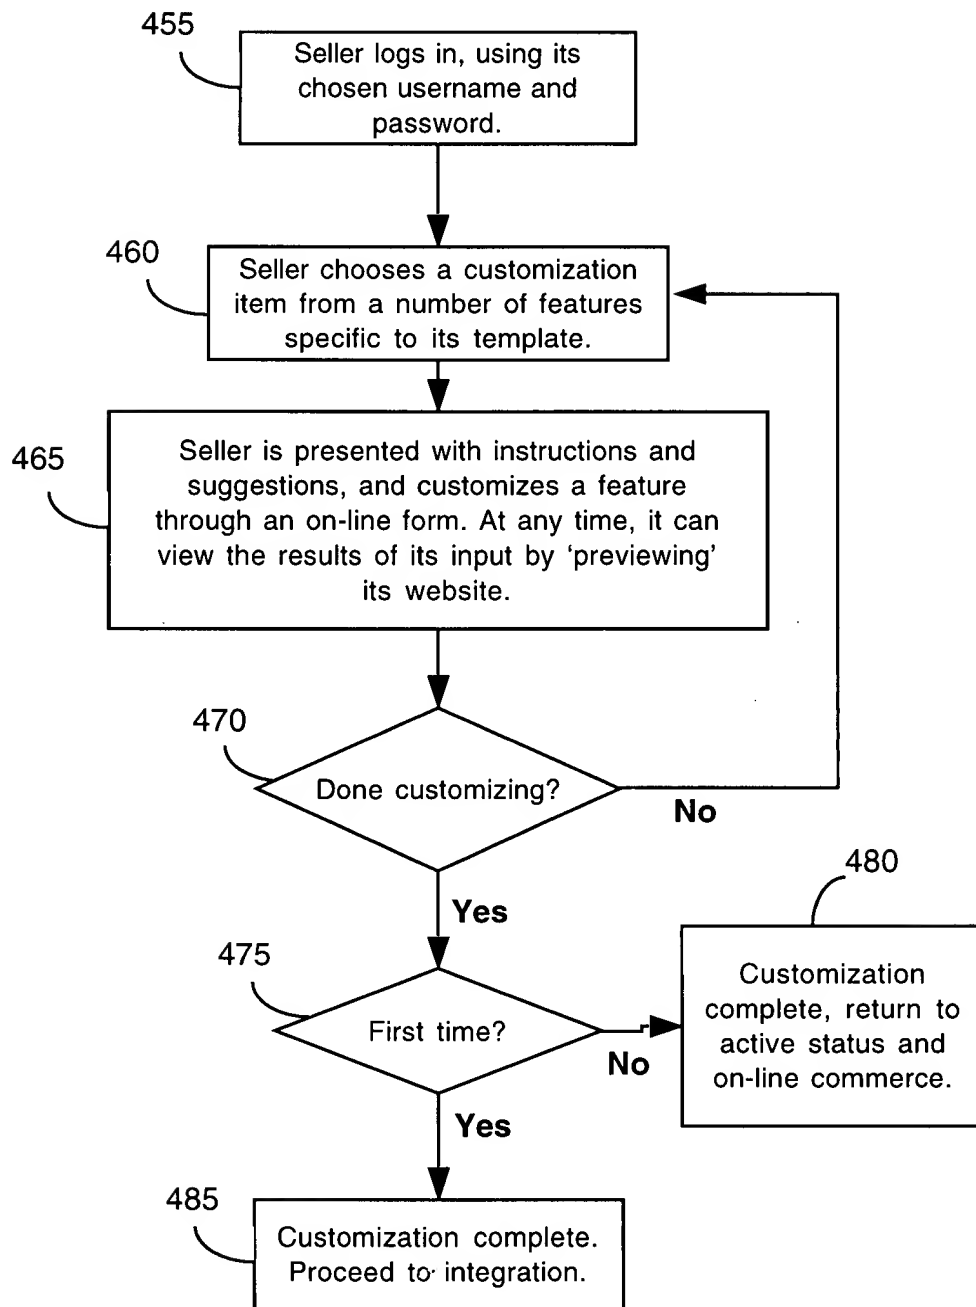 455
Seller logs in, using its
chosen username and
password.
460
Seller chooses a customization
item from a number of features
specific to its template.
465
Seller is presented with instructions and
suggestions, and customizes a feature
through an on-line form. At any time, it can
view the results of its input by ‘previewing’
its website.
470
Done customizing?
No
Yes
480
475
First time?
No
Customization
complete, return to
active status and
on-line commerce.
Yes
485
Customization complete.
Proceed to integration.